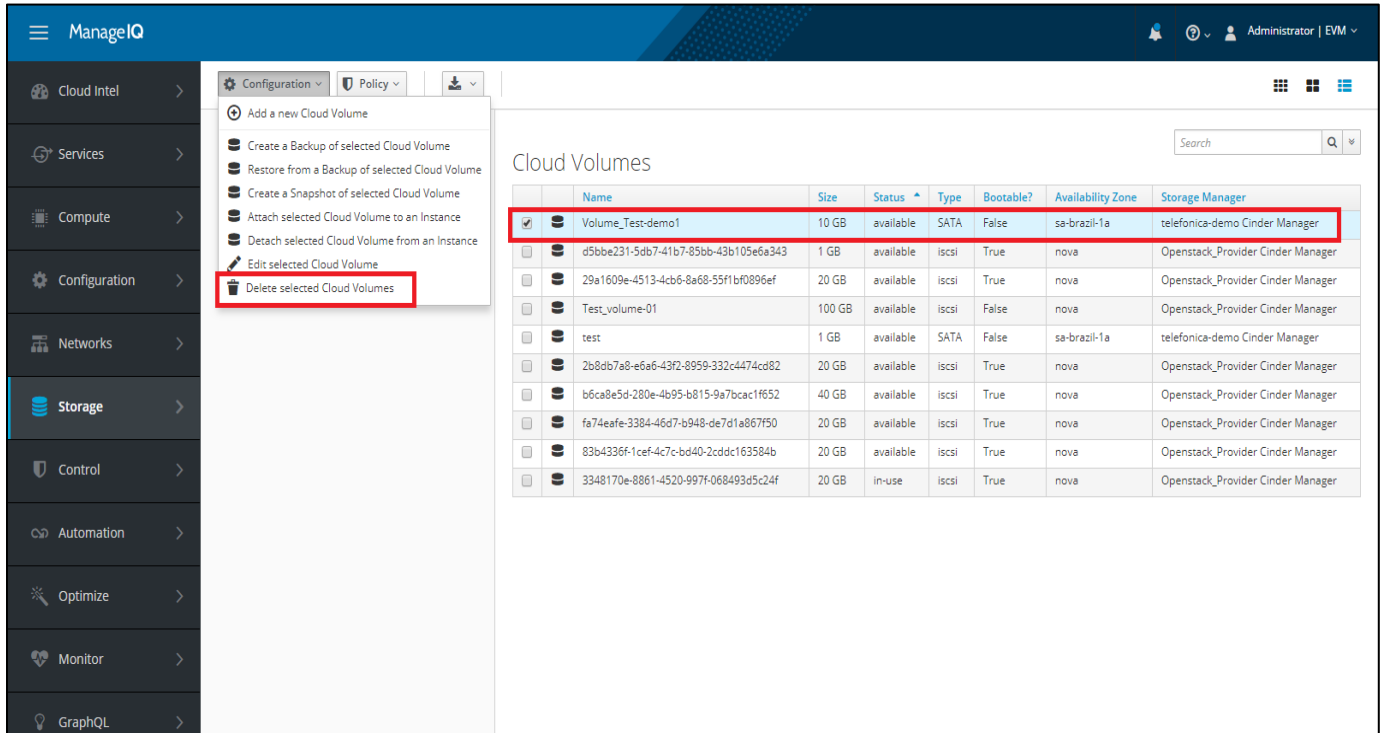 ManageIQ
Administrator | EVM
Cloud Intel
Services
Compute
Configuration
Networks
Storage
Control
Automation
Optimize
Monitor
GraphQL
Configuration Policy
Add a new Cloud Volume
Create a Backup of selected Cloud Volume
Restore from a Backup of selected Cloud Volume
Create a Snapshot of selected Cloud Volume
Attach selected Cloud Volume to an Instance
Detach selected Cloud Volume from an Instance
Edit selected Cloud Volume
Delete selected Cloud Volumes
Search
Cloud Volumes
Name Size Status Type Bootable? Availability Zone Storage Manager
Volume_Test-demo1 10 GB available SATA False sa-brazil-1a telefonica-demo Cinder Manager
d5bbe231-5db7-41b7-85bb-43b105e6a343 1 GB available iscsi True nova Openstack_Provider Cinder Manager
29a1609e-4513-4cb6-8a68-55f1bf0896ef 20 GB available iscsi True nova Openstack_Provider Cinder Manager
Test_volume-01 100 GB available iscsi False nova Openstack_Provider Cinder Manager
test 1 GB available SATA False sa-brazil-1a telefonica-demo Cinder Manager
2b8db7a8-e6a6-43f2-8959-332c4474cd82 20 GB available iscsi True nova Openstack_Provider Cinder Manager
b6ca8e5d-280e-4b95-b815-9a7bcac1f652 40 GB available iscsi True nova Openstack_Provider Cinder Manager
fa74eafe-3384-46d7-b948-de7d1a867f50 20 GB available iscsi True nova Openstack_Provider Cinder Manager
83b4336f-1cef-4c7c-bd40-2cddc163584b 20 GB available iscsi True nova Openstack_Provider Cinder Manager
3348170e-8861-4520-997f-068493d5c24f 20 GB in-use iscsi True nova Openstack_Provider Cinder Manager